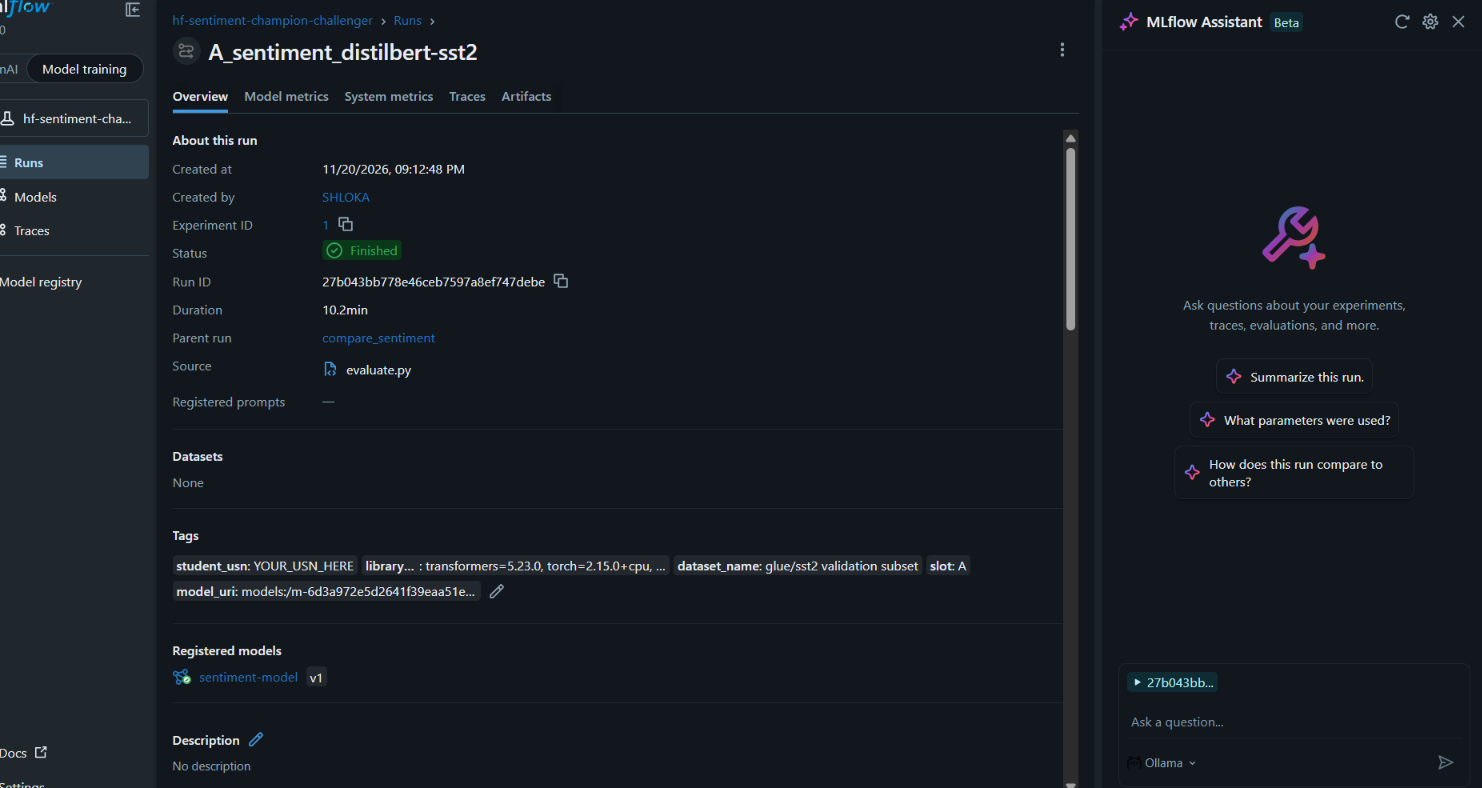 mlflow
0
nAI
Model training
hf-sentiment-cha...
Runs
Models
Traces
Model registry
Docs
Settings
hf-sentiment-champion-challenger › Runs ›
A_sentiment_distilbert-sst2
Overview Model metrics System metrics Traces Artifacts
About this run
Created at 11/20/2026, 09:12:48 PM
Created by SHLOKA
Experiment ID 1
Status Finished
Run ID 27b043bb778e46ceb7597a8ef747debe
Duration 10.2min
Parent run compare_sentiment
Source evaluate.py
Registered prompts —
Datasets
None
Tags
student_usn: YOUR_USN_HERE library... : transformers=5.23.0, torch=2.15.0+cpu, ... dataset_name: glue/sst2 validation subset slot: A
model_uri: models:/m-6d3a972e5d2641f39eaa51e...
Registered models
sentiment-model v1
Description
No description
MLflow Assistant Beta
Ask questions about your experiments,
traces, evaluations, and more.
Summarize this run.
What parameters were used?
How does this run compare to
others?
27b043bb...
Ask a question...
Ollama